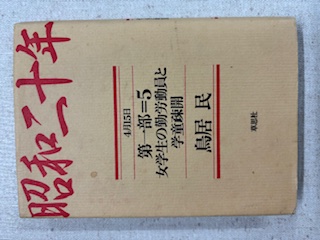 昭和二十年
4月15日
第一部=5
女学生の勤労動員と
学童疎開
鳥居 民
草思社